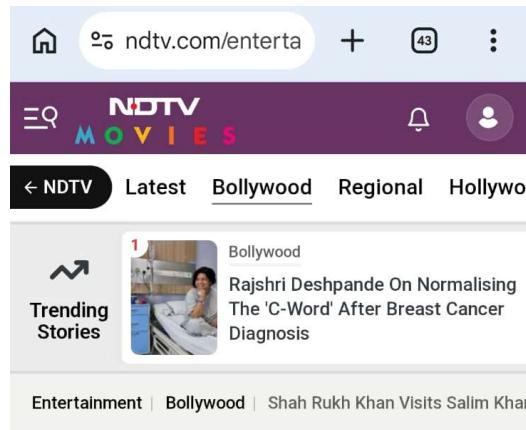 ndtv.com/enterta
43
NDTV
MOVIES
← NDTV Latest Bollywood Regional Hollywo
1
Bollywood
Rajshri Deshpande On Normalising
The 'C-Word' After Breast Cancer
Diagnosis
Trending
Stories
Entertainment | Bollywood | Shah Rukh Khan Visits Salim Khan